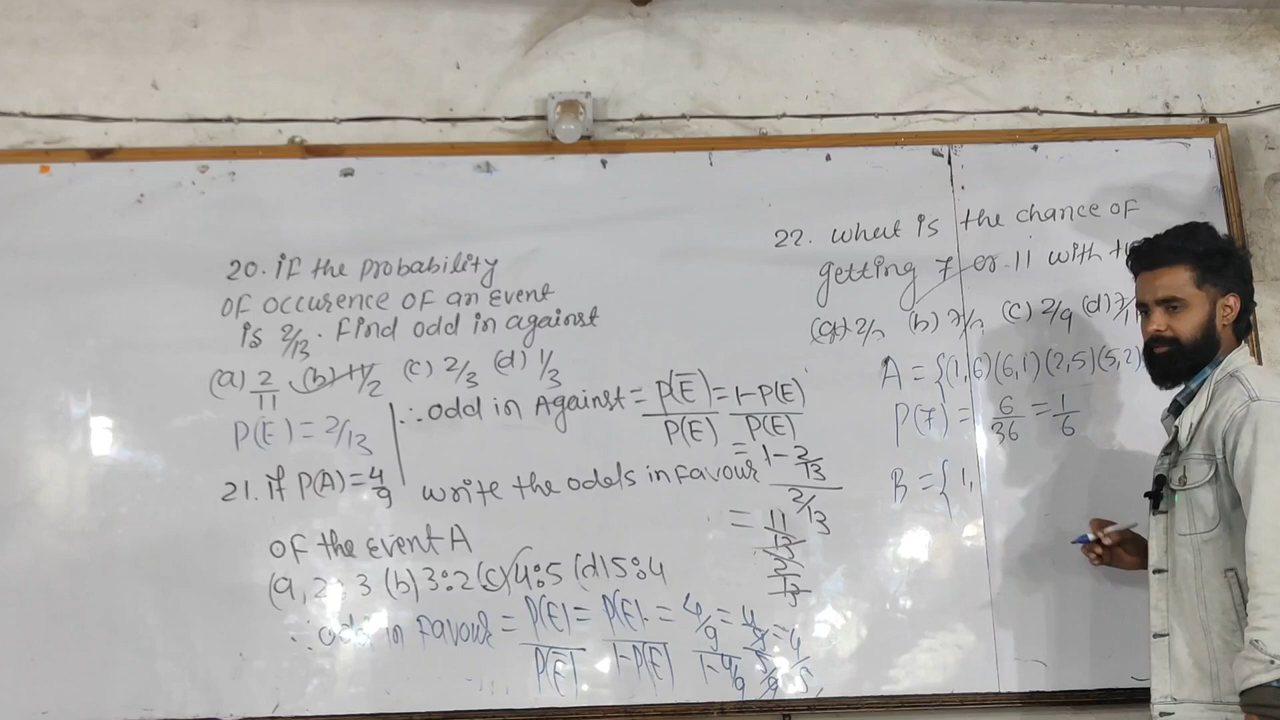 20. if the probability
of occurence of an event
is 2/13. Find odd in against
(a) 2/11 (b) 11/2 (c) 2/3 (d) 1/3
P(E) = 2/13
∴ odd in Against = P(E̅)/P(E) = 1-P(E)/P(E)
= 1-2/13 / 2/13
= 11/13 / 2/13
21. if P(A) = 4/9 write the odds in favour
of the event A
(a, 2:3 (b) 3:2 (c) 4:5 (d) 5:4
∴ odd in Favour = P(E)/P(E̅) = P(E)/1-P(E) = 4/9 / 1-4/9 = 4/9 / 5/9 = 4/5
22. what is the chance of
getting 7 or 11 with
(a) 2/ (b) 7/ (c) 2/9 (d) 7/1
A = {(1,6)(6,1)(2,5)(5,2)
P(7) = 6/36 = 1/6
B = {1,